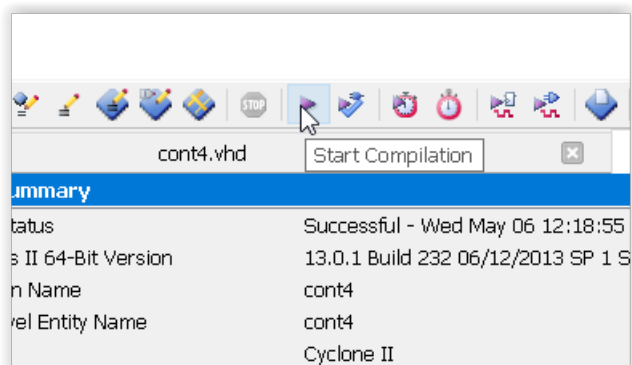 STOP
cont4.vhd
Start Compilation
ummary
tatus Successful - Wed May 06 12:18:55
s II 64-Bit Version 13.0.1 Build 232 06/12/2013 SP 1 S
n Name cont4
vel Entity Name cont4
Cyclone II